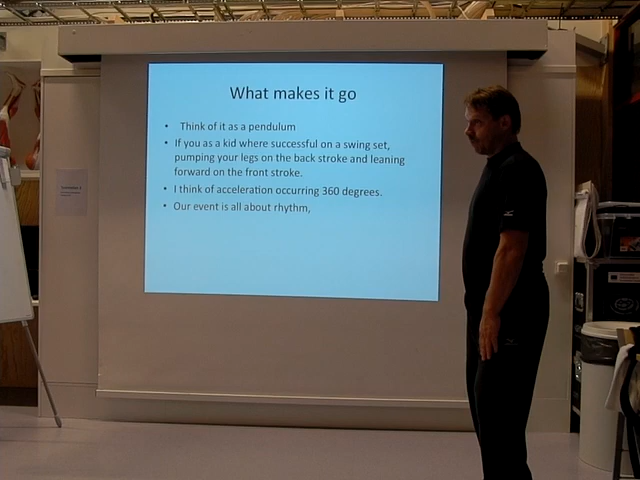 What makes it go
• Think of it as a pendulum
• If you as a kid where successful on a swing set,
pumping your legs on the back stroke and leaning
forward on the front stroke.
• I think of acceleration occurring 360 degrees.
• Our event is all about rhythm,